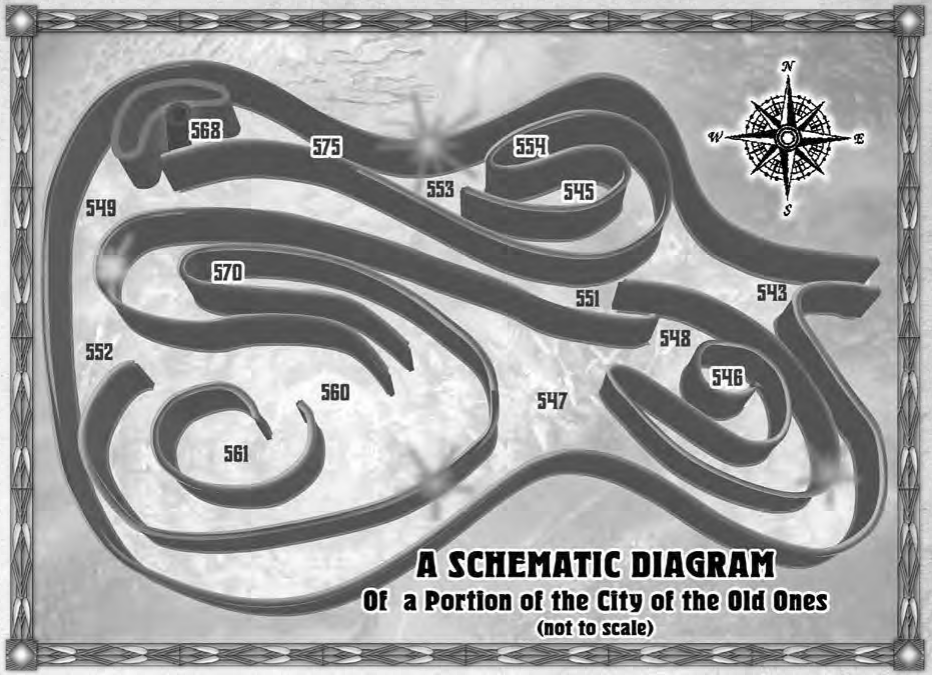 N
W
E
S
568
575
554
553
545
549
570
551
543
552
548
546
560
547
561
A SCHEMATIC DIAGRAM
Of a Portion of the City of the Old Ones
(not to scale)